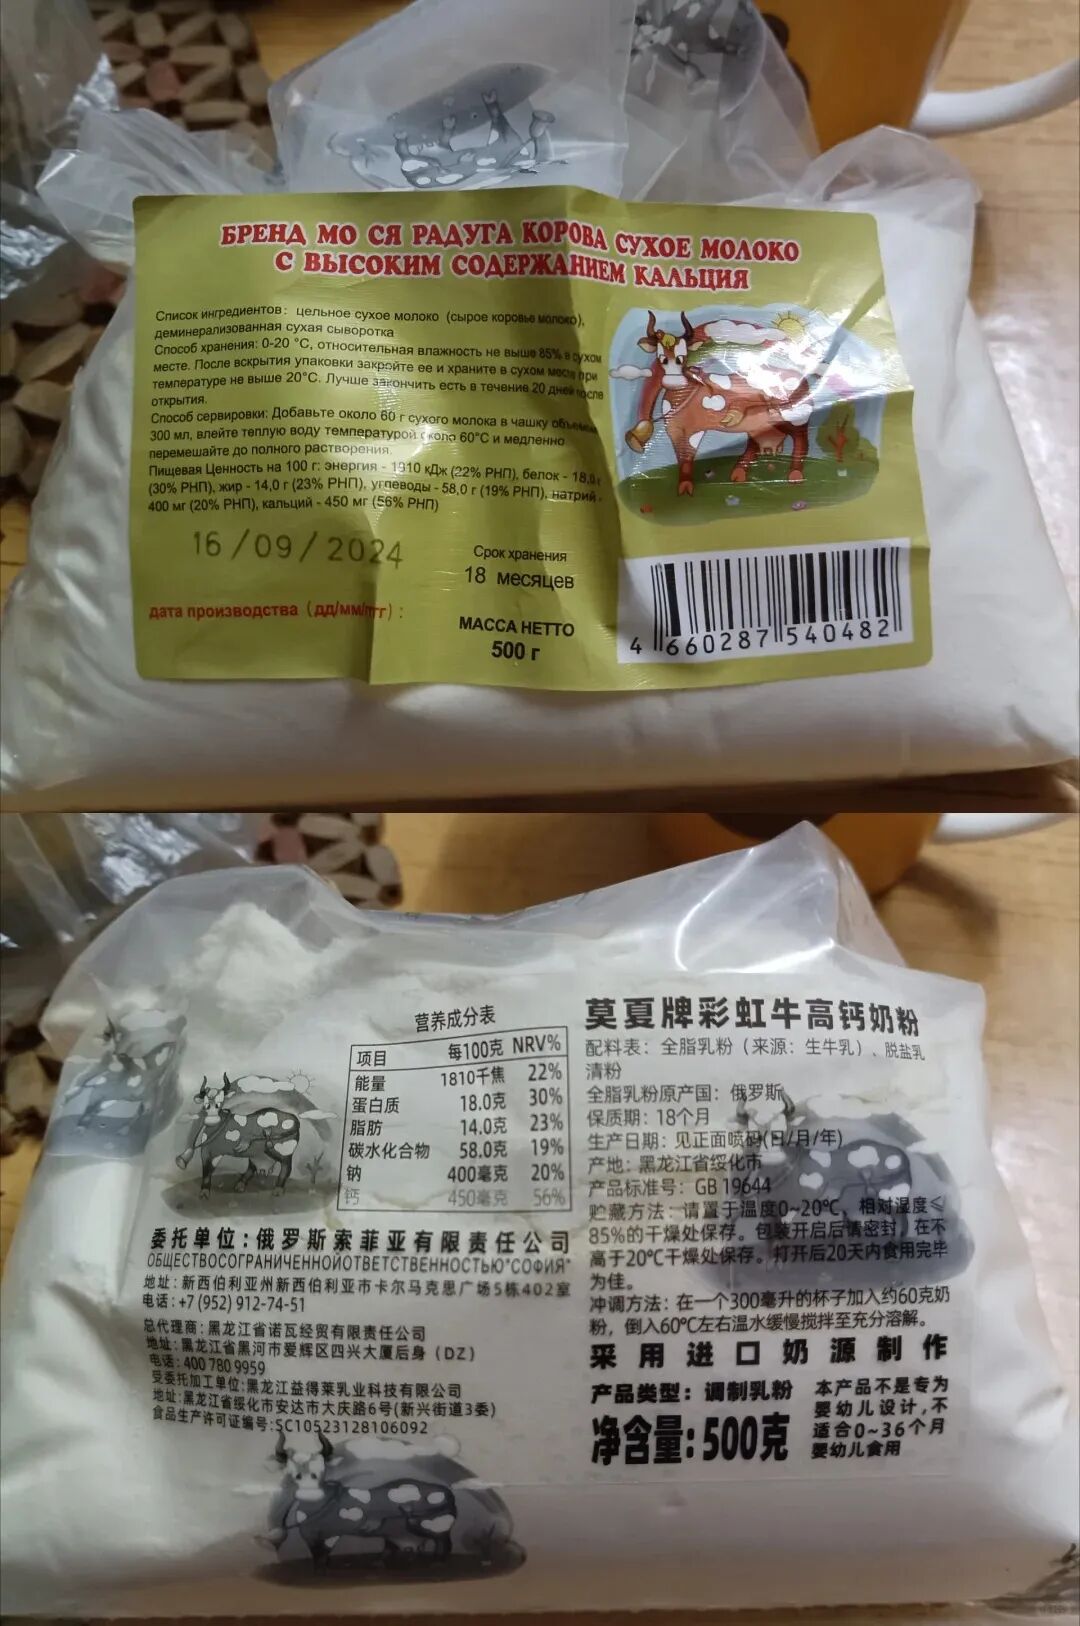 БРЕНД МО СЯ РАДУГА КОРОВА СУХОЕ МОЛОКО
С ВЫСОКИМ СОДЕРЖАНИЕМ КАЛЬЦИЯ
Список ингредиентов: цельное сухое молоко (сырое коровье молоко),
деминерализованная сухая сыворотка
Способ хранения: 0-20 °C, относительная влажность не выше 85% в сухом
месте. После вскрытия упаковки закройте ее и храните в сухом месте при
температуре не выше 20°C. Лучше закончить есть в течение 20 дней после
открытия.
Способ сервировки: Добавьте около 60 г сухого молока в чашку объемом
300 мл, влейте теплую воду температурой около 60°C и медленно
перемешайте до полного растворения.
Пищевая Ценность на 100 г: энергия - 1910 кДж (22% РНП), белок - 18,0 г
(30% РНП), жир - 14,0 г (23% РНП), углеводы - 58,0 г (19% РНП), натрий -
400 мг (20% РНП), кальций - 450 мг (56% РНП)
16/09/2024
дата производства (дд/мм/гггг):
Срок хранения
18 месяцев
МАССА НЕТТО
500 г
4 660287 540482
营养成分表
项目 每100克 NRV%
能量 1810千焦 22%
蛋白质 18.0克 30%
脂肪 14.0克 23%
碳水化合物 58.0克 19%
钠 400毫克 20%
钙 450毫克 56%
委托单位:俄罗斯索菲亚有限责任公司
ОБЩЕСТВОСОГРАНИЧЕННОЙОТВЕТСТВЕННОСТЬЮ"СОФИЯ"
地址:新西伯利亚州新西伯利亚市卡尔马克思广场5栋402室
电话:+7 (952) 912-74-51
总代理商:黑龙江省诺瓦经贸有限责任公司
地址:黑龙江省黑河市爱辉区四兴大厦后身(DZ)
电话:400 780 9959
受委托加工单位:黑龙江益得莱乳业科技有限公司
地址:黑龙江省绥化市安达市大庆路6号(新兴街道3委)
食品生产许可证编号:SC10523128106092
莫夏牌彩虹牛高钙奶粉
配料表:全脂乳粉(来源:生牛乳)、脱盐乳
清粉
全脂乳粉原产国:俄罗斯
保质期:18个月
生产日期:见正面喷码(日/月/年)
产地:黑龙江省绥化市
产品标准号:GB 19644
贮藏方法:请置于温度0~20℃,相对湿度≤
85%的干燥处保存。包装开启后请密封,在不
高于20℃干燥处保存。打开后20天内食用完毕
为佳。
冲调方法:在一个300毫升的杯子加入约60克奶
粉,倒入60℃左右温水缓慢搅拌至充分溶解。
采用进口奶源制作
产品类型:调制乳粉
净含量:500克
本产品不是专为
婴幼儿设计,不
适合0~36个月
婴幼儿食用